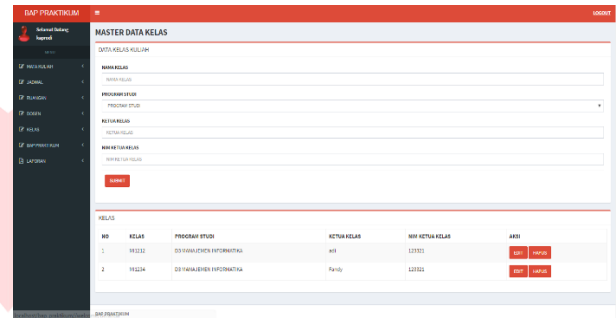 BAP PRAKTIKUM
LOGOUT
Selamat Datang
kaprodi
MENU
MATA KULIAH
JADWAL
RUANGAN
DOSEN
KELAS
BAP PRAKTIKUM
LAPORAN
MASTER DATA KELAS
DATA KELAS KULIAH
NAMA KELAS
NAMA KELAS
PROGRAM STUDI
PROGRAM STUDI
KETUA KELAS
KETUA KELAS
NIM KETUA KELAS
NIM KETUA KELAS
SUBMIT
KELAS
NO KELAS PROGRAM STUDI KETUA KELAS NIM KETUA KELAS AKSI
1 D3 MANAJEMEN INFORMATIKA 123321 EDIT HAPUS
2 D3 MANAJEMEN INFORMATIKA 123321 EDIT HAPUS
BAP PRAKTIKUM